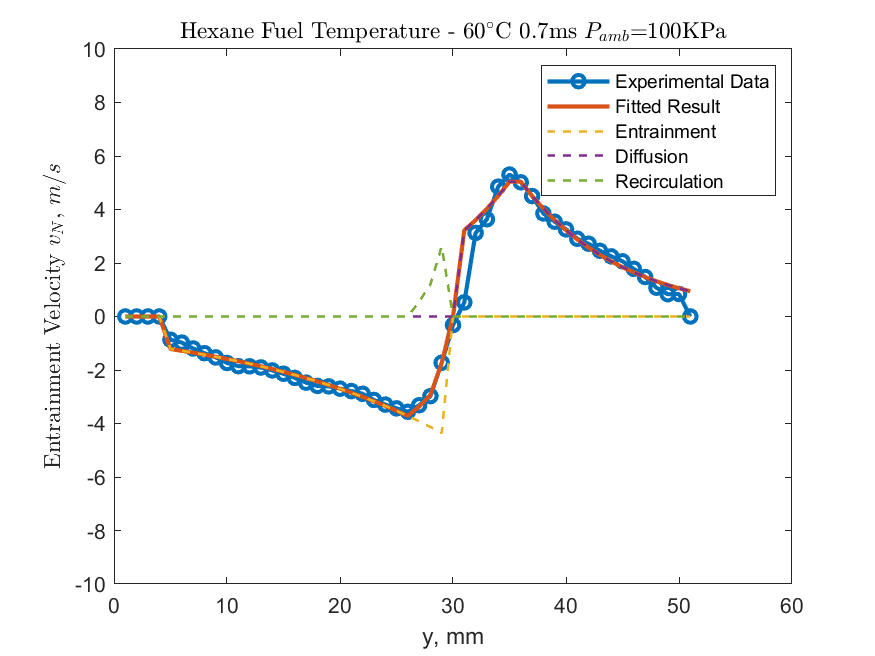 Hexane Fuel Temperature - 60°C 0.7ms P_amb=100KPa
10
8
6
4
2
0
-2
-4
-6
-8
-10
Entrainment Velocity v_N, m/s
Experimental Data
Fitted Result
Entrainment
Diffusion
Recirculation
0 10 20 30 40 50 60
y, mm